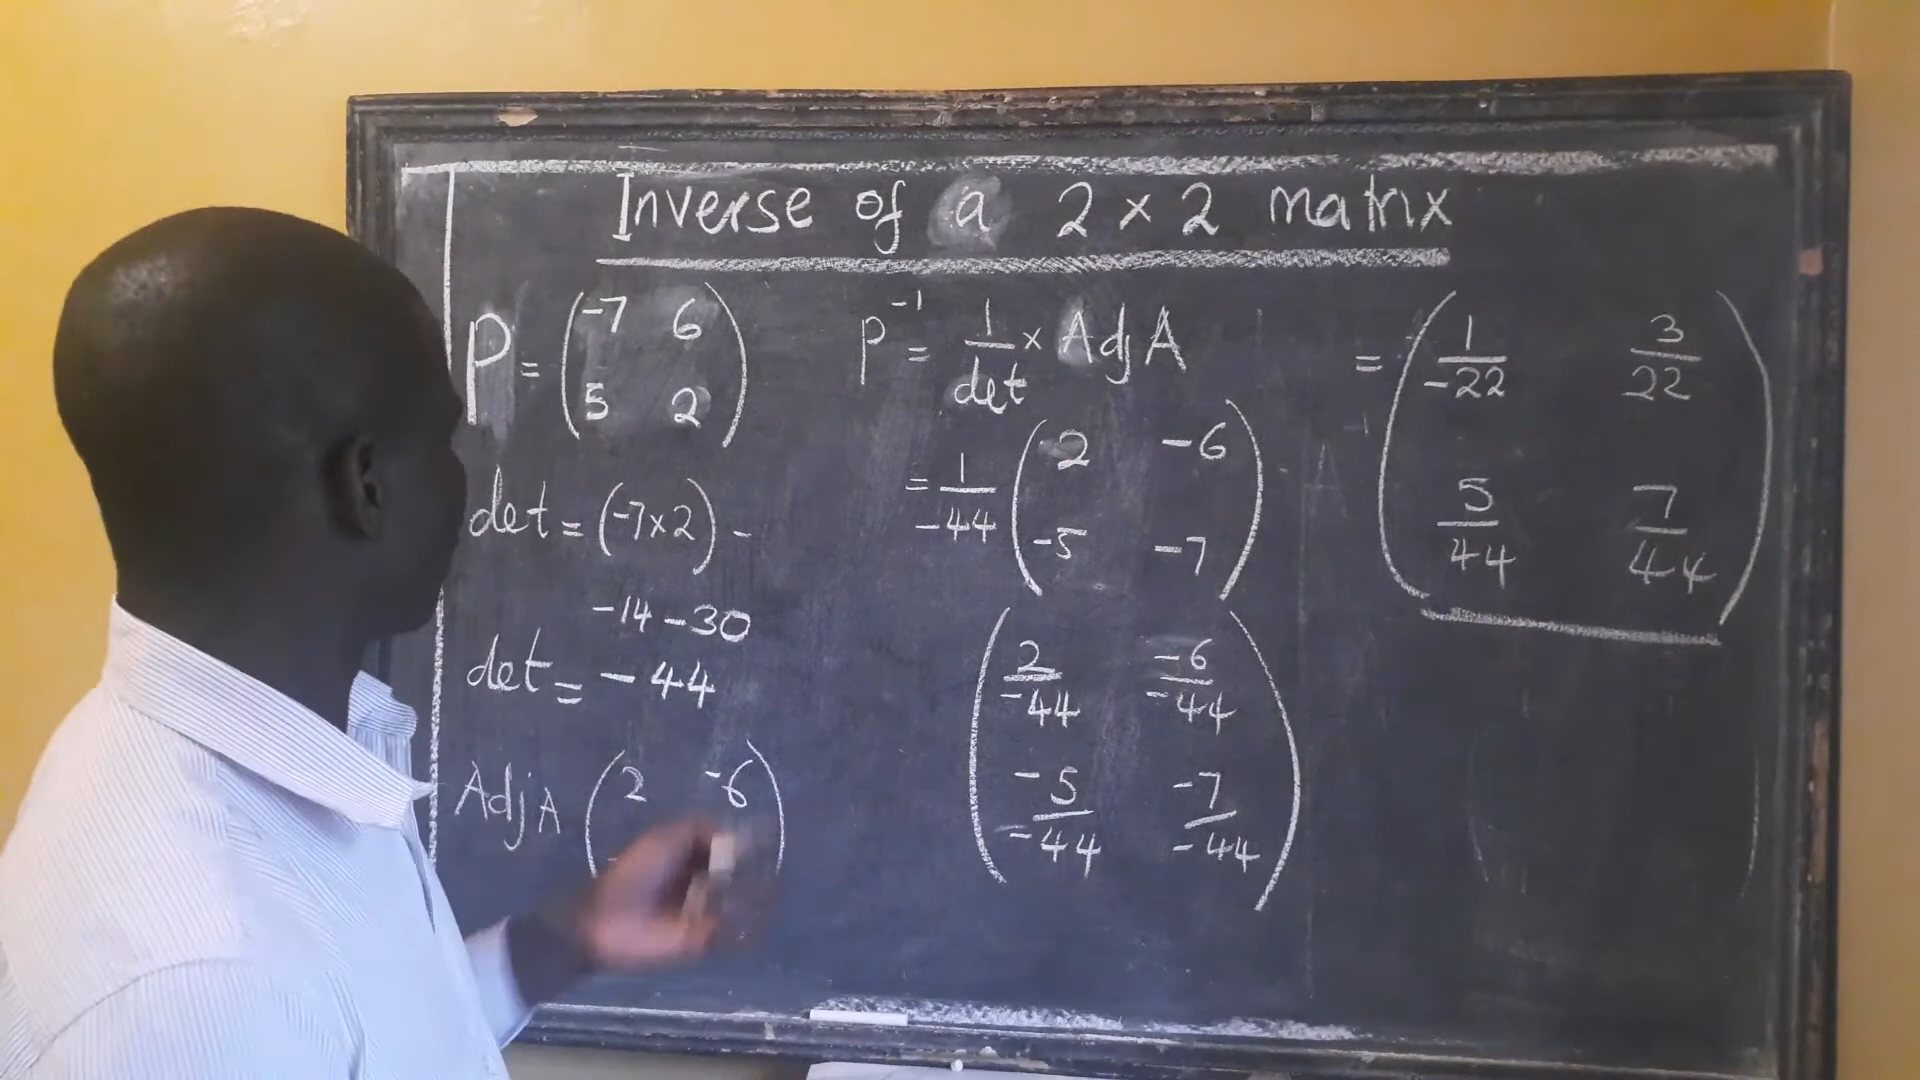 Inverse of a 2 × 2 matrix
P = (-7 6
5 2)
det = (-7×2) -
-14 - 30
det = -44
Adj A (2 -6
P⁻¹ = 1/det × Adj A
= 1/-44 (2 -6
-5 -7)
(2/-44 -6/-44
-5/-44 -7/-44)
= (1/-22 3/22
5/44 7/44)